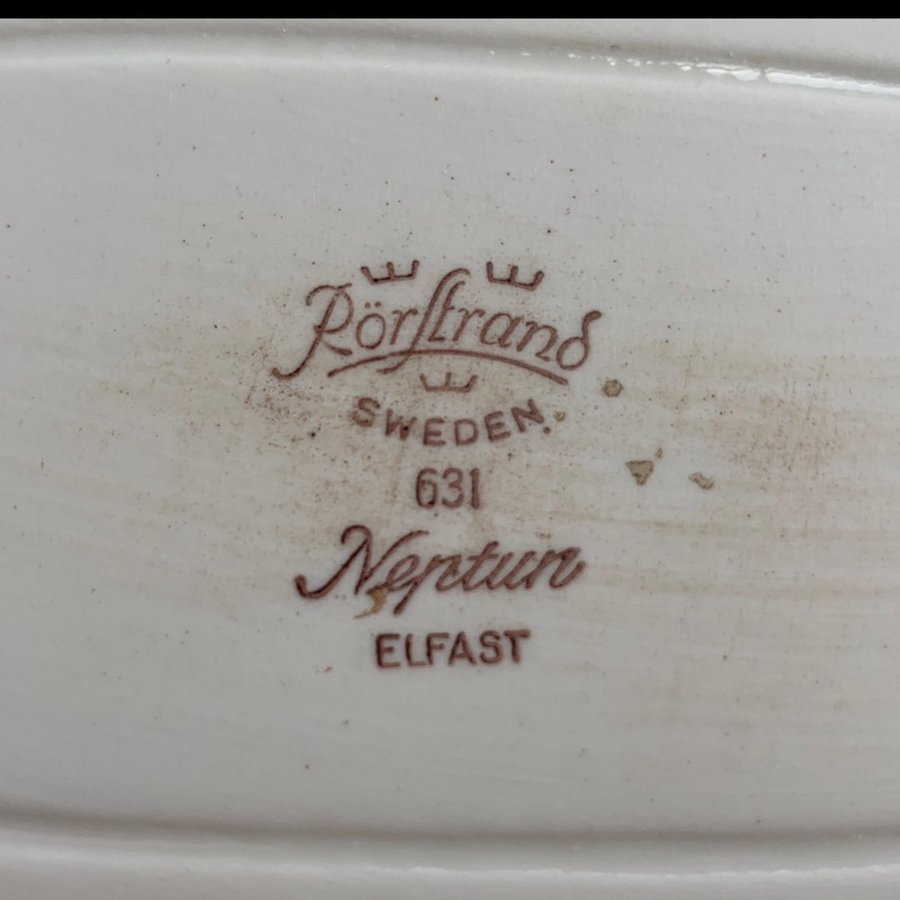 Rörstrand
SWEDEN.
631
Neptun
ELFAST